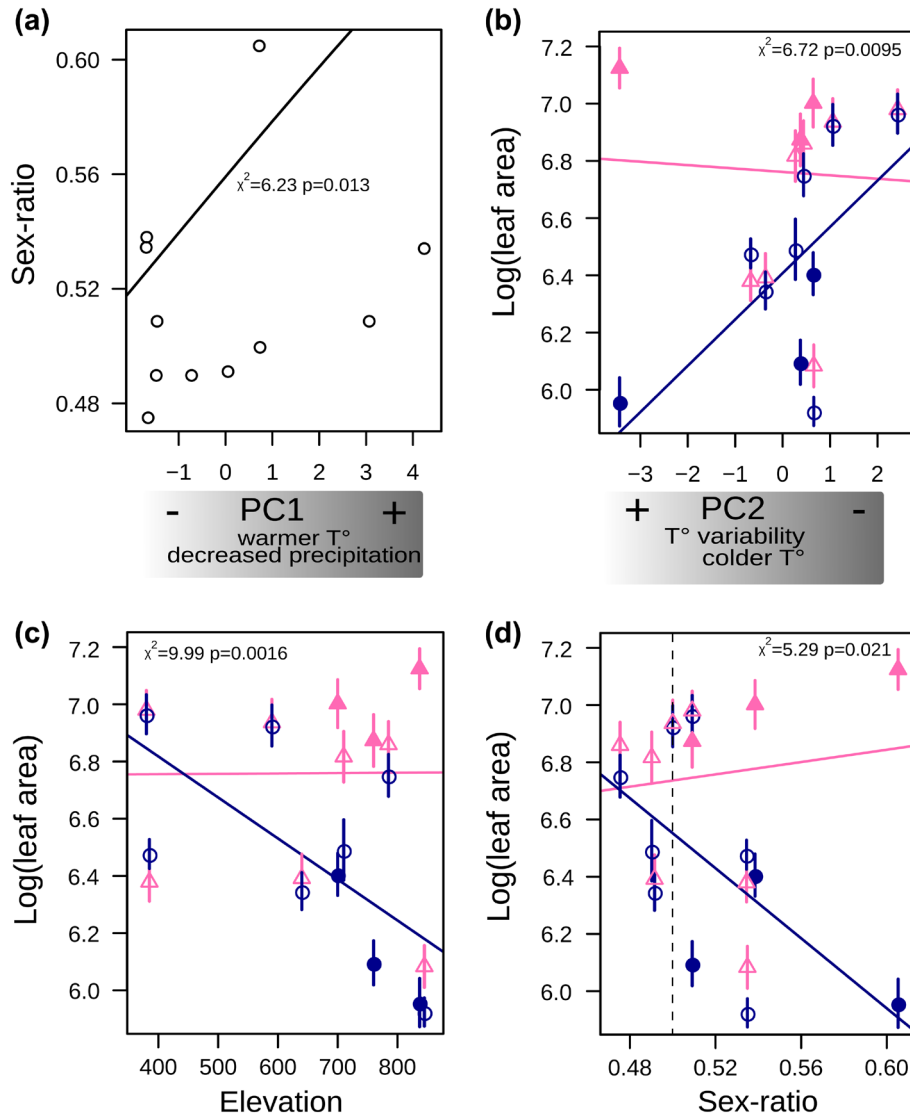 (a)
Sex-ratio
0.60
0.56
0.52
0.48
χ²=6.23 p=0.013
−1 0 1 2 3 4
- PC1 +
warmer T°
decreased precipitation
(b)
Log(leaf area)
7.2
7.0
6.8
6.6
6.4
6.2
6.0
χ²=6.72 p=0.0095
−3 −2 −1 0 1 2
+ PC2 -
T° variability
colder T°
(c)
Log(leaf area)
7.2
7.0
6.8
6.6
6.4
6.2
6.0
χ²=9.99 p=0.0016
400 500 600 700 800
Elevation
(d)
Log(leaf area)
7.2
7.0
6.8
6.6
6.4
6.2
6.0
χ²=5.29 p=0.021
0.48 0.52 0.56 0.60
Sex-ratio